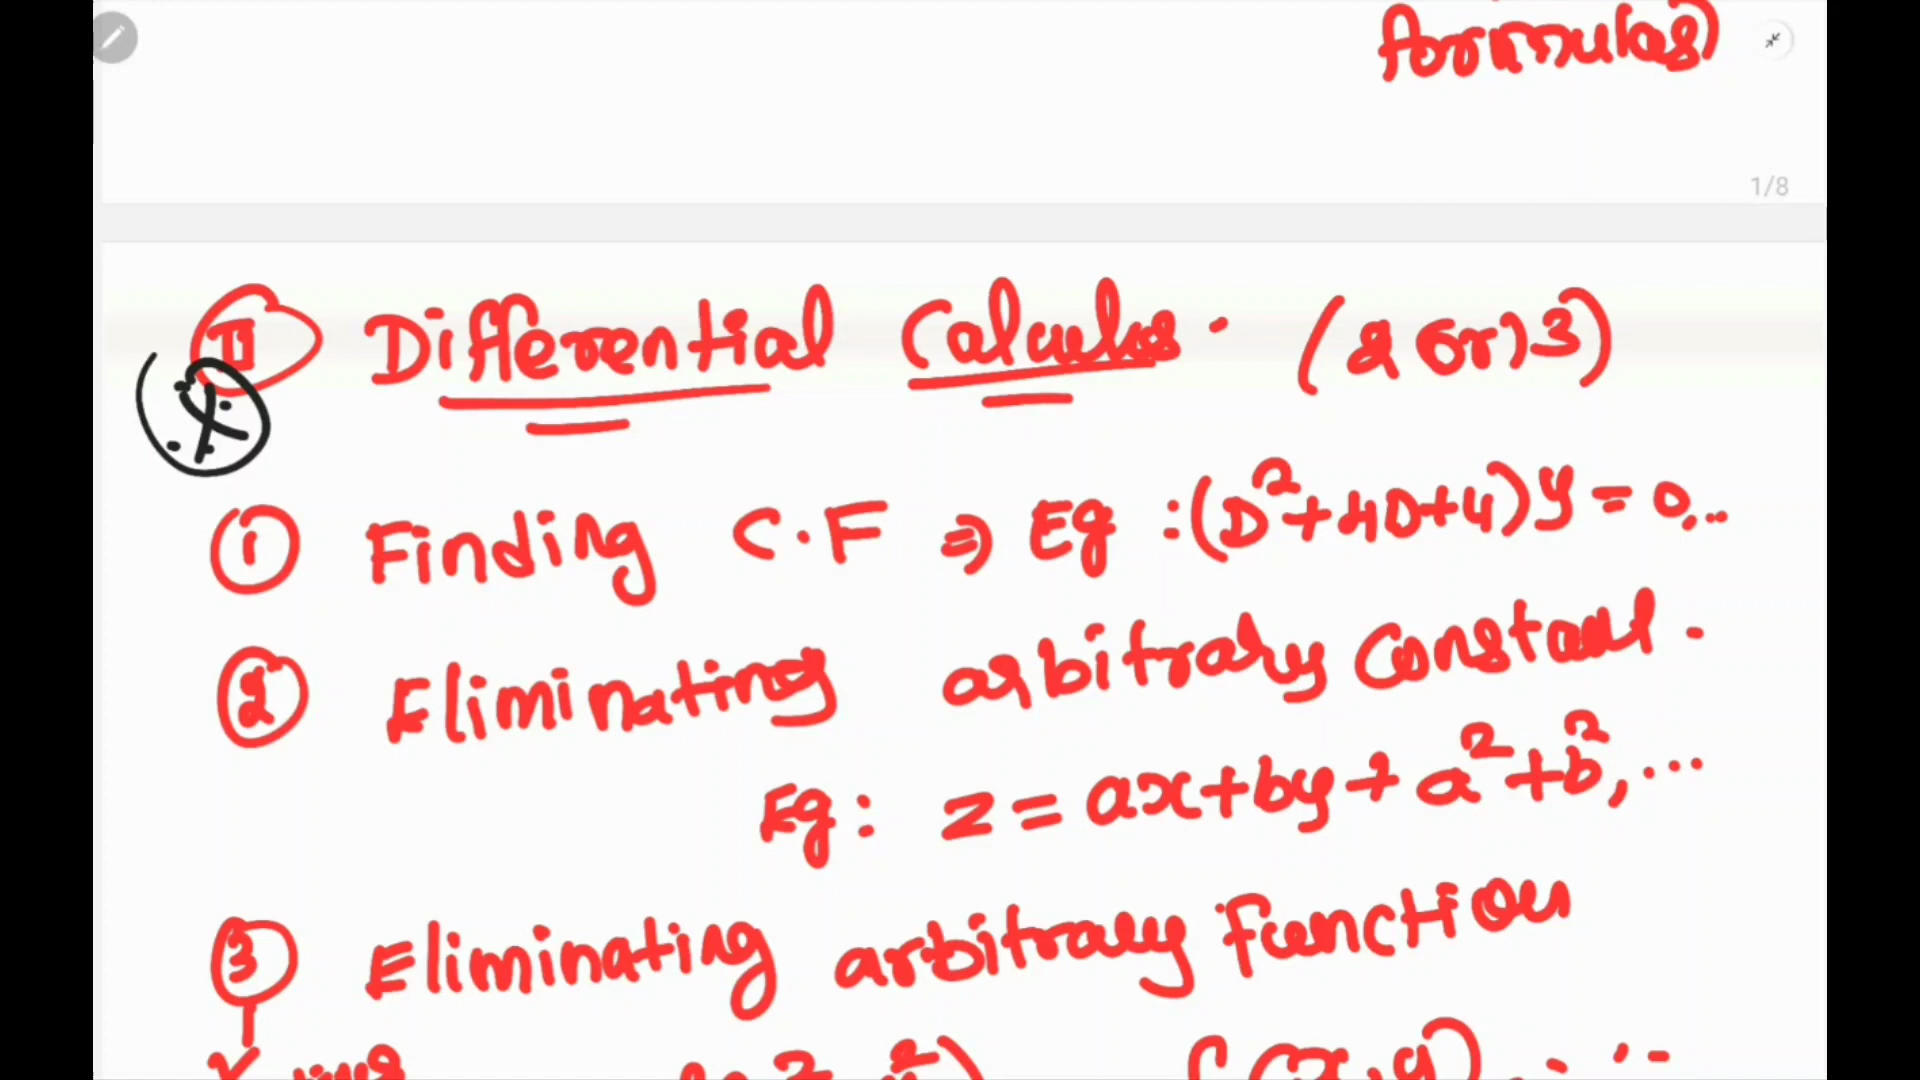 formulas)
1/8
II Differential Calculus. (2 (or) 3)
1 Finding C.F ⇒ Eg : (D²+4D+4)y = 0,..
2 Eliminating arbitrary constant.
Eg: z = ax+by+a²+b²,...
3 Eliminating arbitrary function